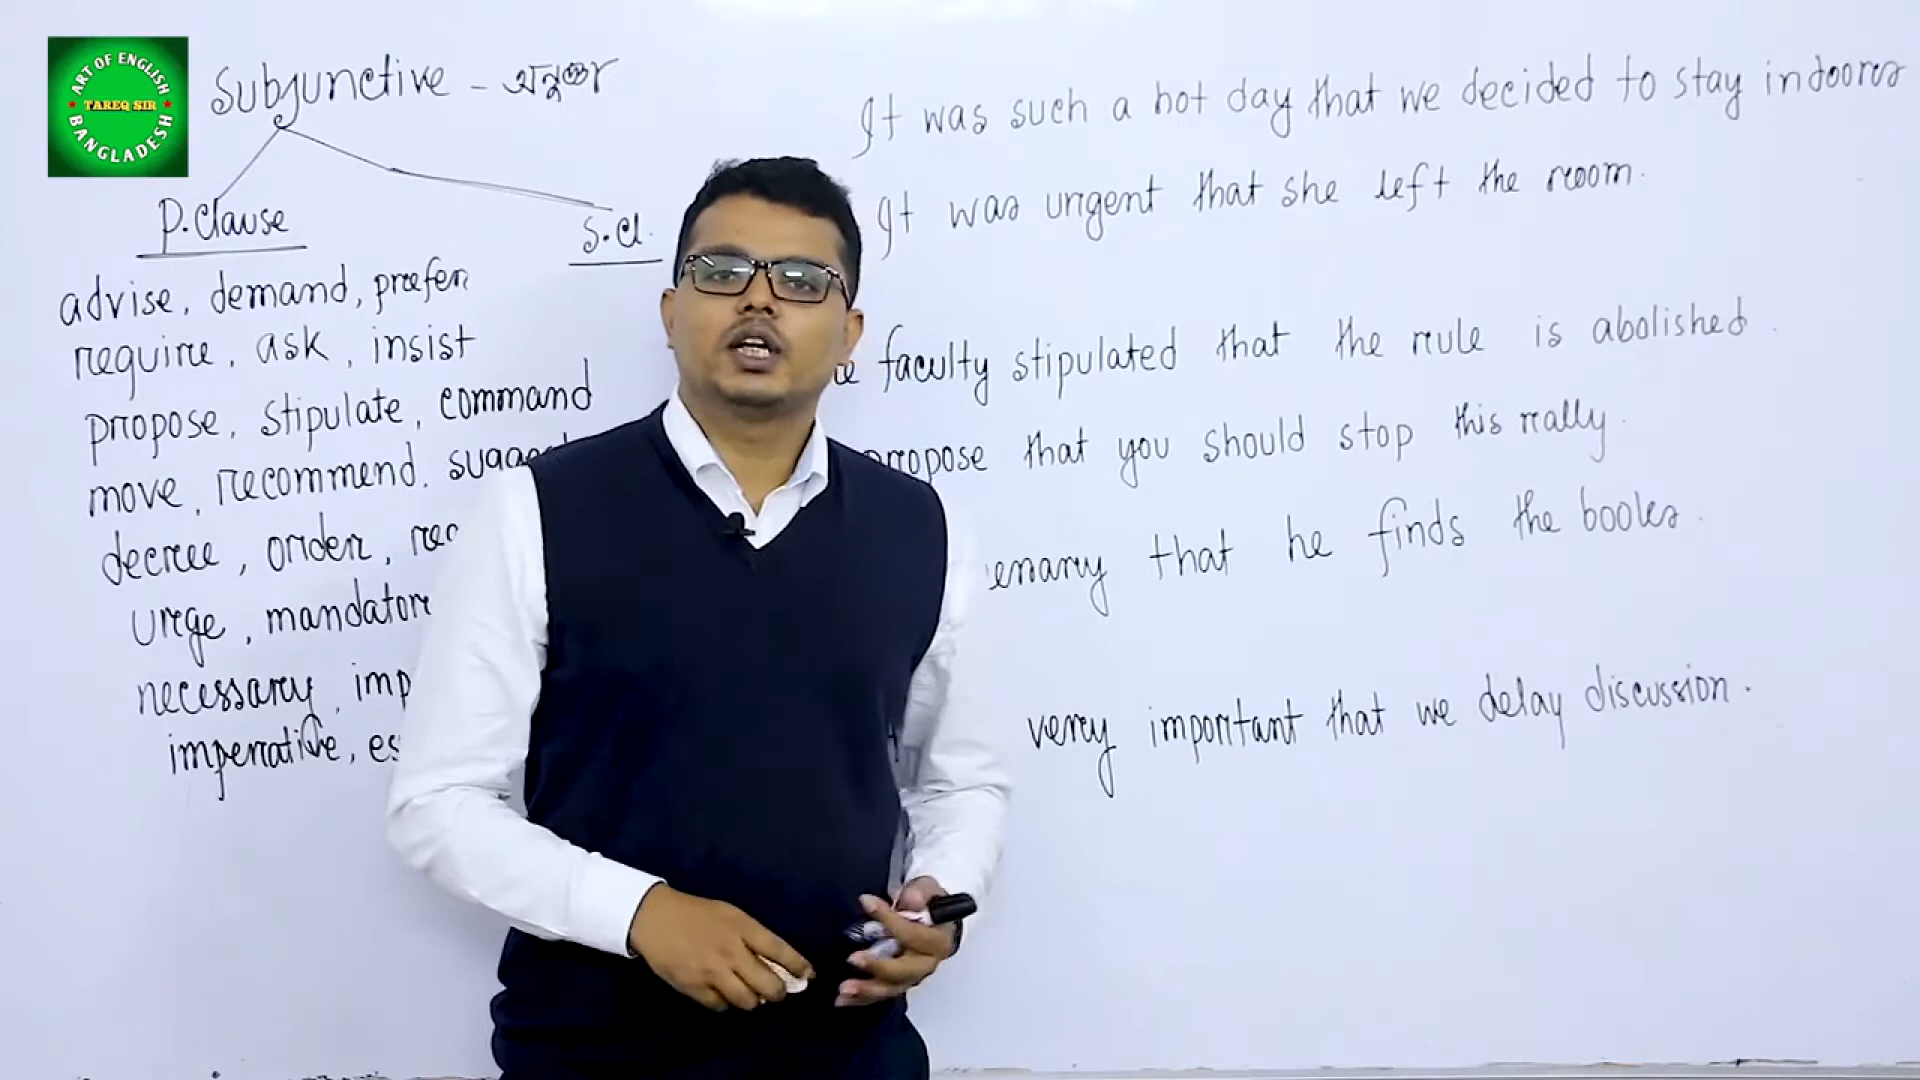 ART OF ENGLISH
TAREQ SIR
BANGLADESH
Subjunctive -
P. Clause
S. Cl.
advise, demand, prefer
require, ask, insist
propose, stipulate, command
move, recommend,
decree, order,
urge,
necessary,
imperative,
It was such a hot day that we decided to stay indoors
It was urgent that she left the room.
faculty stipulated that the rule is abolished.
propose that you should stop this rally.
that he finds the books.
very important that we delay discussion.